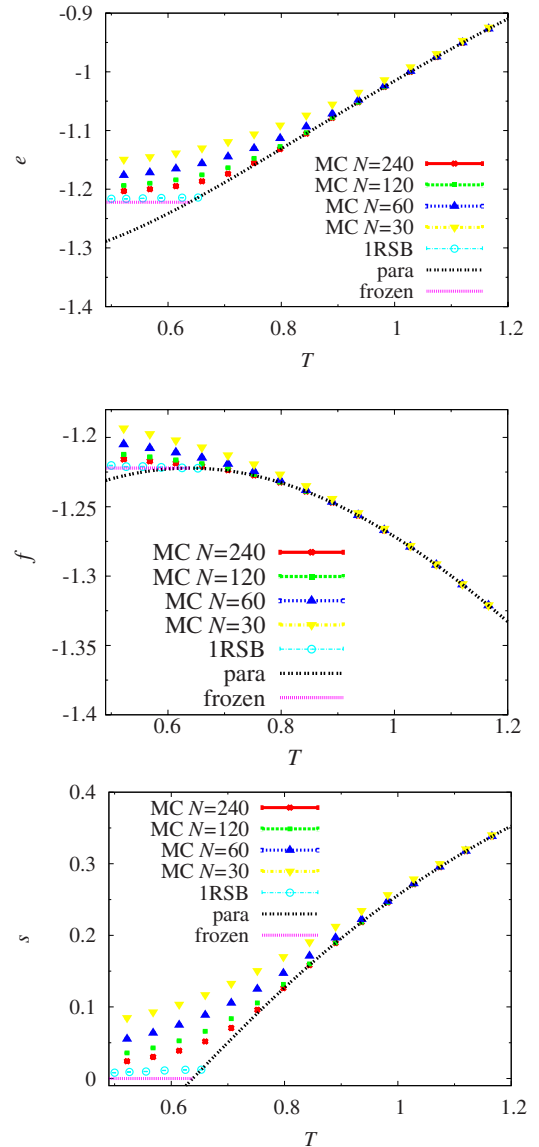 -0.9
-1
-1.1
-1.2
-1.3
-1.4
e
MC N=240
MC N=120
MC N=60
MC N=30
1RSB
para
frozen
0.6
0.8
1
1.2
T
-1.2
-1.25
-1.3
-1.35
-1.4
f
MC N=240
MC N=120
MC N=60
MC N=30
1RSB
para
frozen
0.6
0.8
1
1.2
T
0.4
0.3
0.2
0.1
0
s
MC N=240
MC N=120
MC N=60
MC N=30
1RSB
para
frozen
0.6
0.8
1
1.2
T